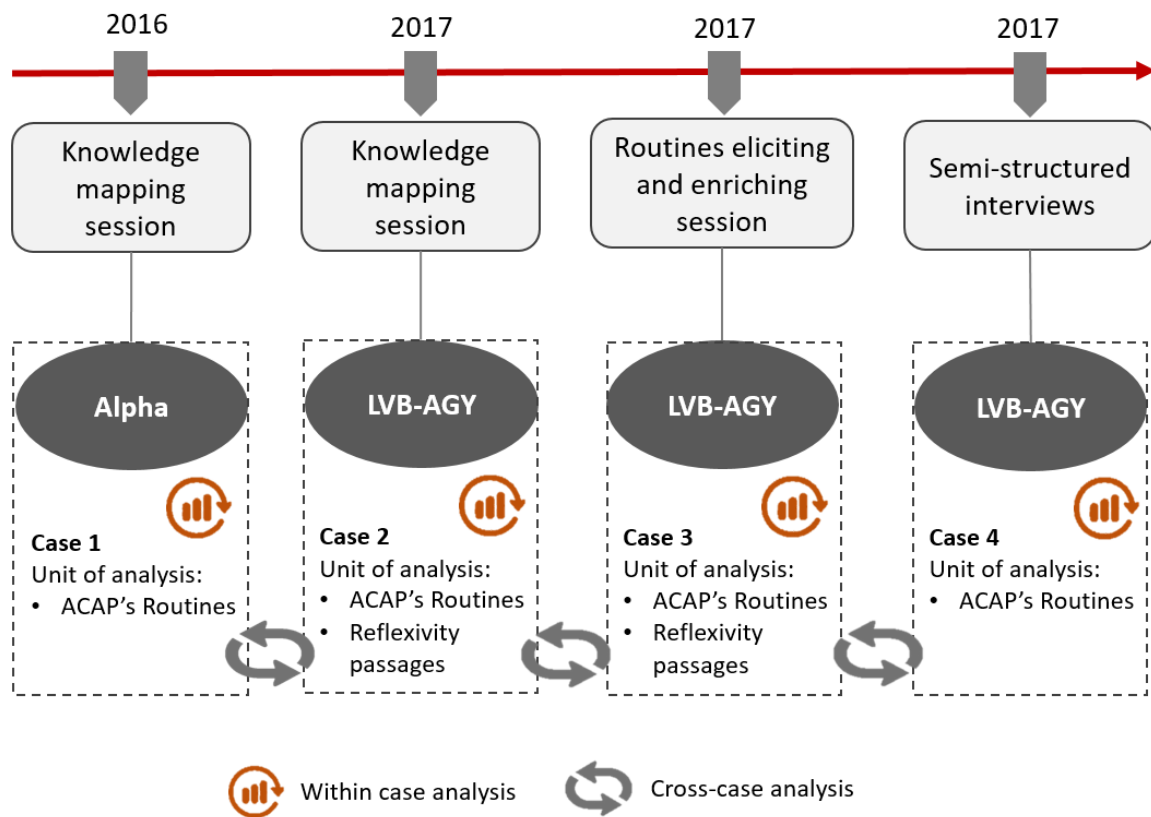 2016
2017
2017
2017
Knowledge
mapping
session
Knowledge
mapping
session
Routines eliciting
and enriching
session
Semi-structured
interviews
Alpha
LVB-AGY
LVB-AGY
LVB-AGY
Case 1
Unit of analysis:
• ACAP’s Routines
Case 2
Unit of analysis:
• ACAP’s Routines
• Reflexivity
passages
Case 3
Unit of analysis:
• ACAP’s Routines
• Reflexivity
passages
Case 4
Unit of analysis:
• ACAP’s Routines
Within case analysis
Cross-case analysis